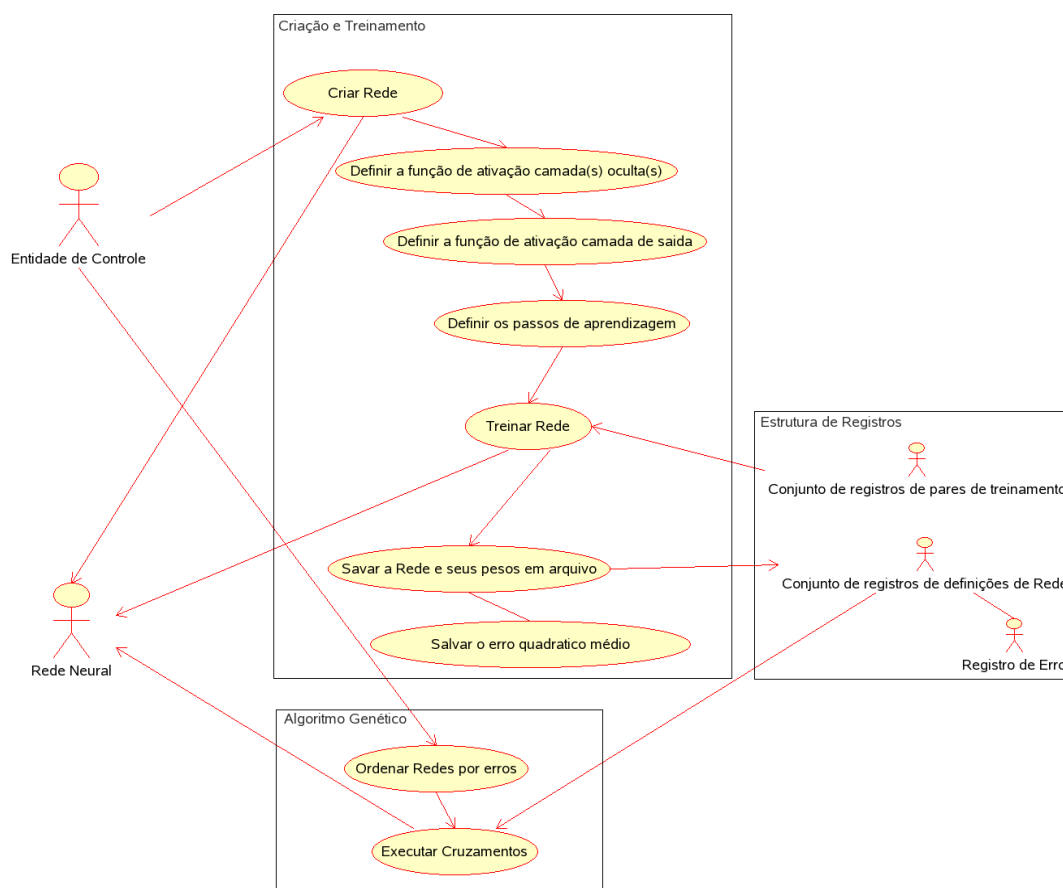 Criação e Treinamento
Criar Rede
Definir a função de ativação camada(s) oculta(s)
Entidade de Controle
Definir a função de ativação camada de saida
Definir os passos de aprendizagem
Treinar Rede
Estrutura de Registros
Conjunto de registros de pares de treinamento
Savar a Rede e seus pesos em arquivo
Conjunto de registros de definições de Rede
Salvar o erro quadratico médio
Registro de Erro
Rede Neural
Algoritmo Genético
Ordenar Redes por erros
Executar Cruzamentos